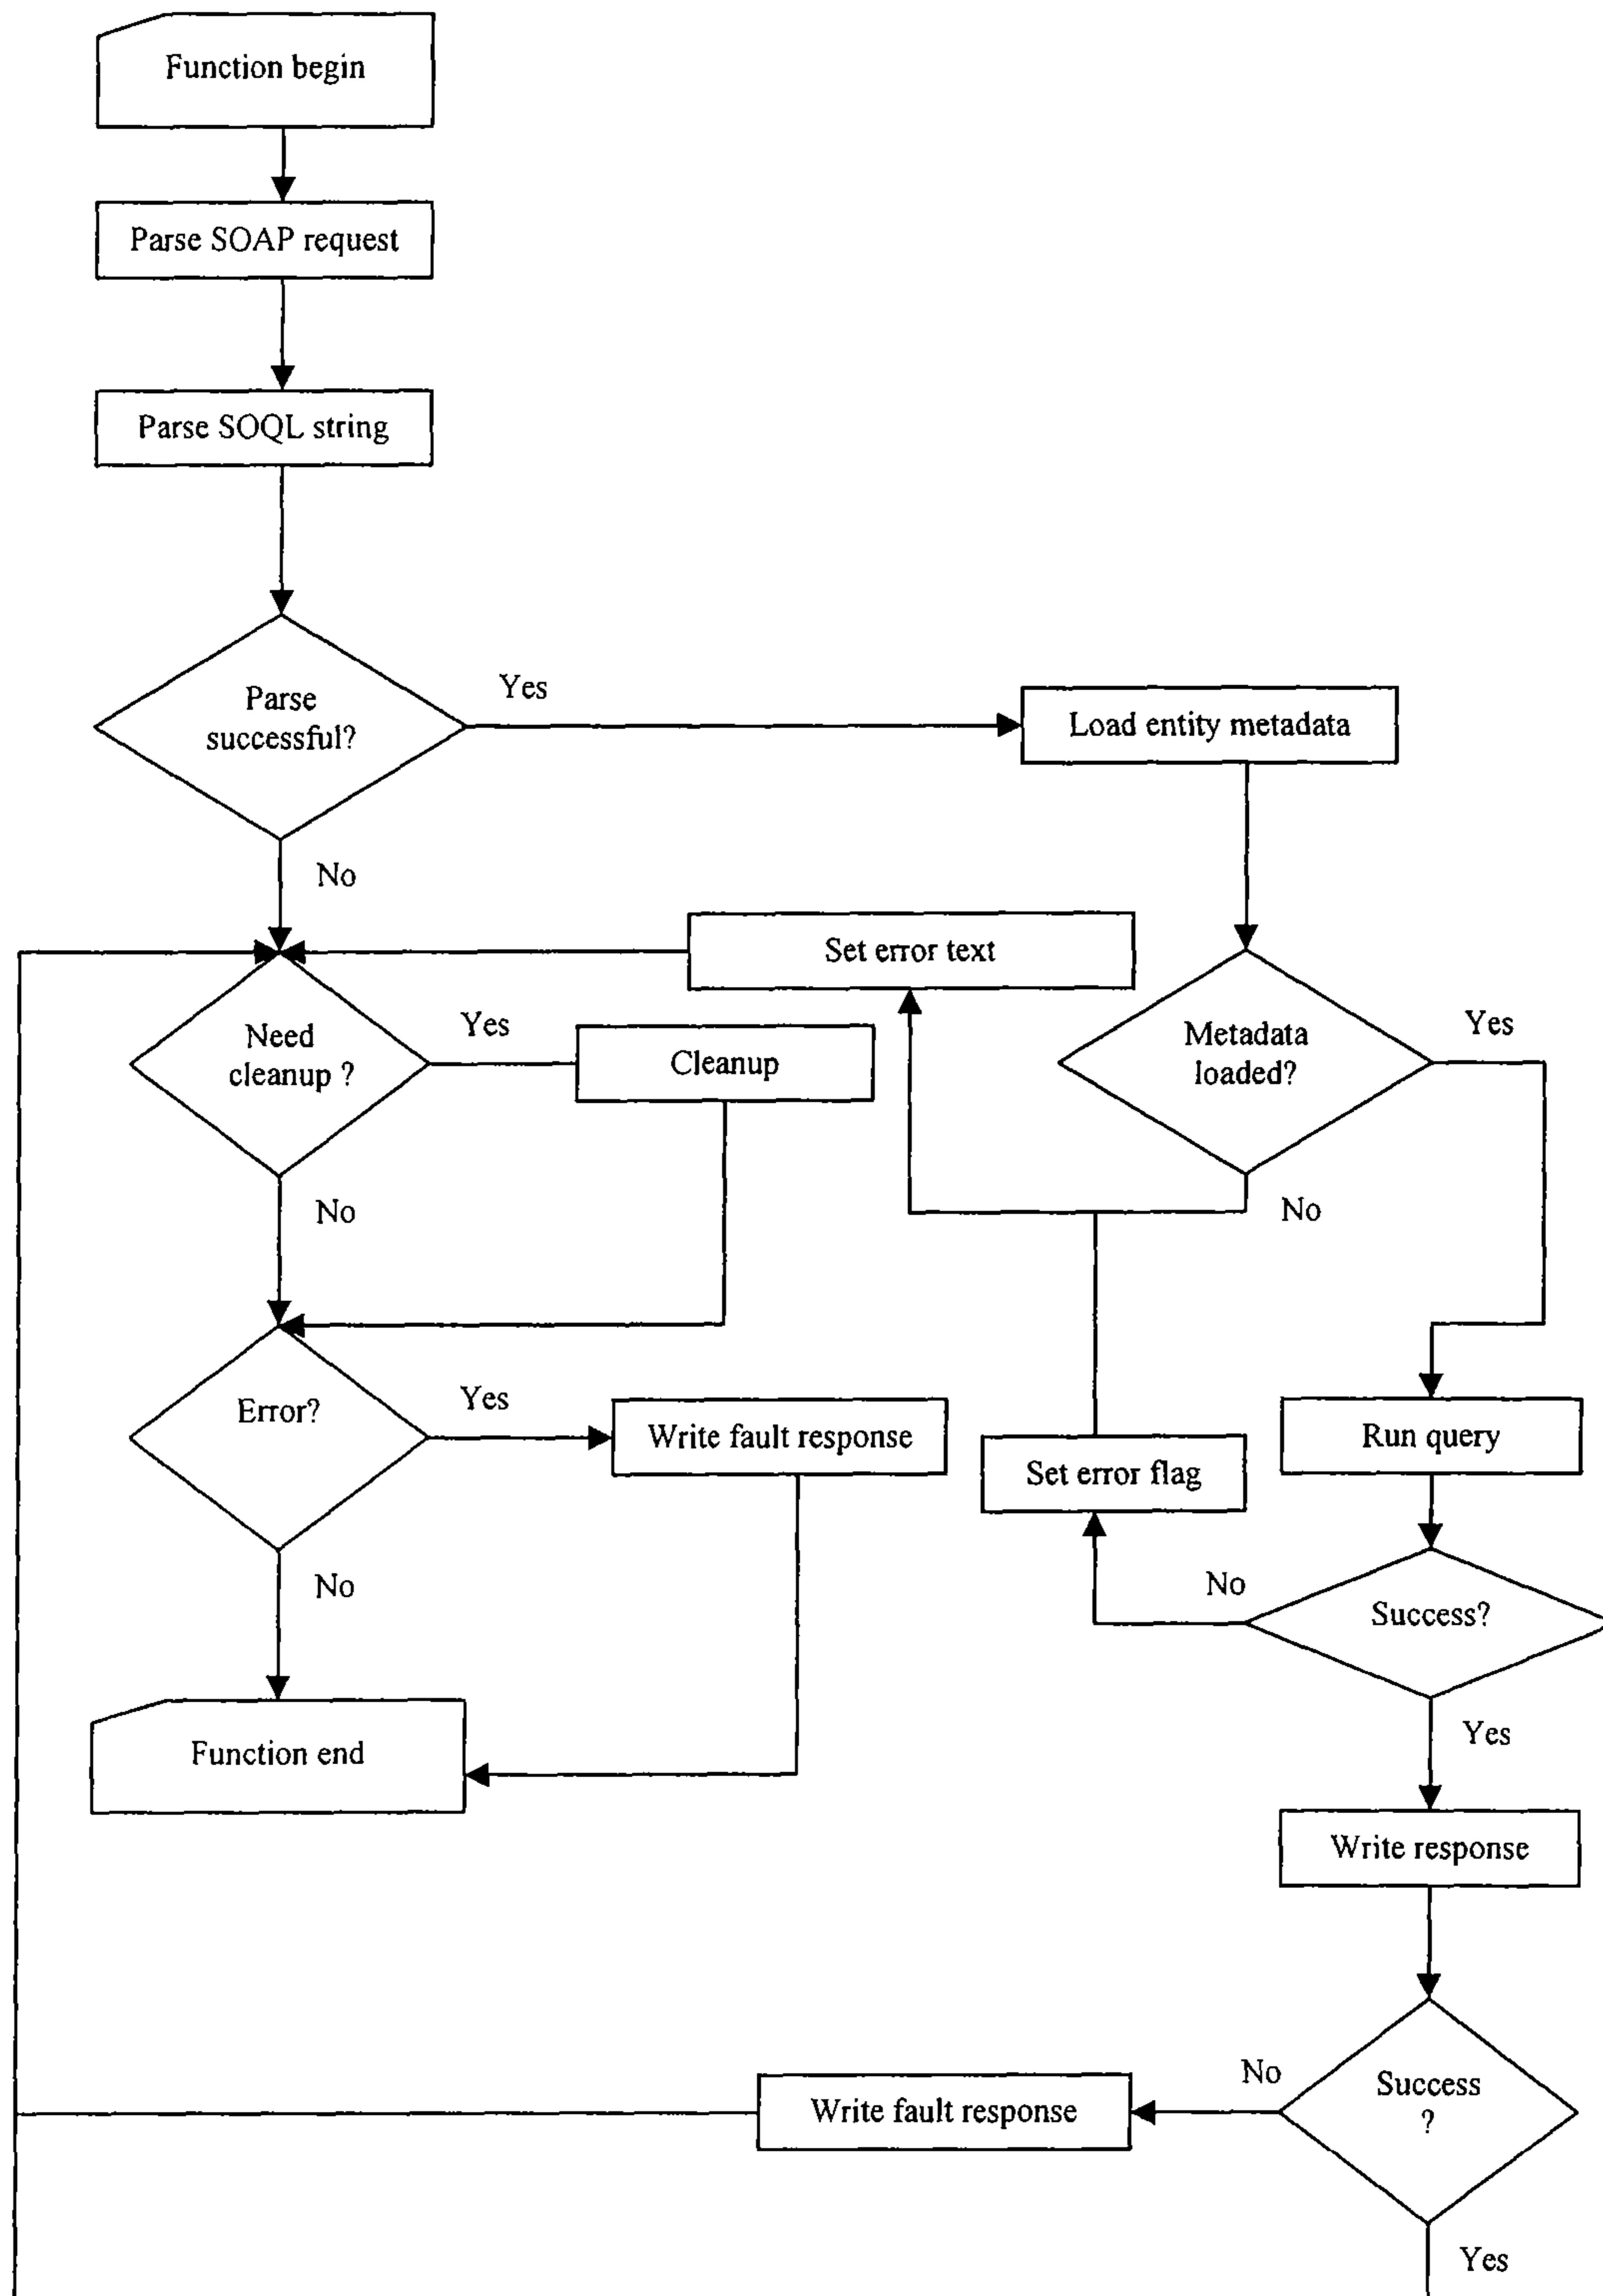 Function begin
Parse SOAP request
Parse SOQL string
Parse
successful?
Yes
Load entity metadata
No
Set error text
Need
cleanup ?
Yes
Cleanup
Metadata
loaded?
Yes
No
No
Error?
Yes
Write fault response
Set error flag
Run query
No
No
Success?
Function end
Yes
Write response
Success
?
No
Write fault response
Yes